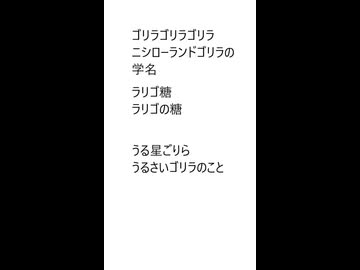 ゴリラゴリラゴリラ
ニシローランドゴリラの
学名
ラリゴ糖
ラリゴの糖
うる星ごりら
うるさいゴリラのこと